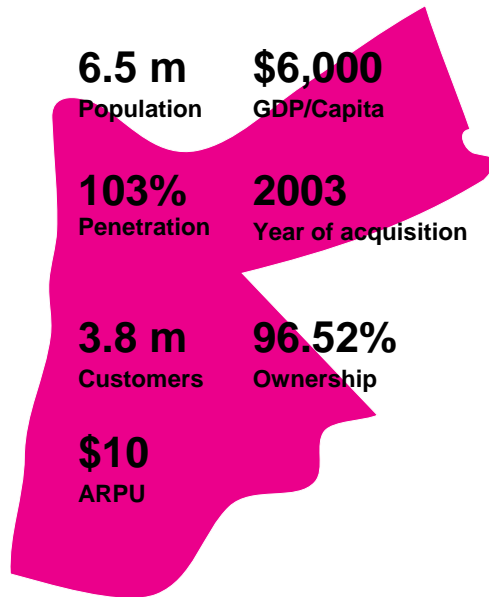 6.5 m $6,000
Population GDP/Capita
103% 2003
Penetration Year of acquisition
3.8 m 96.52%
Customers Ownership
$10
ARPU